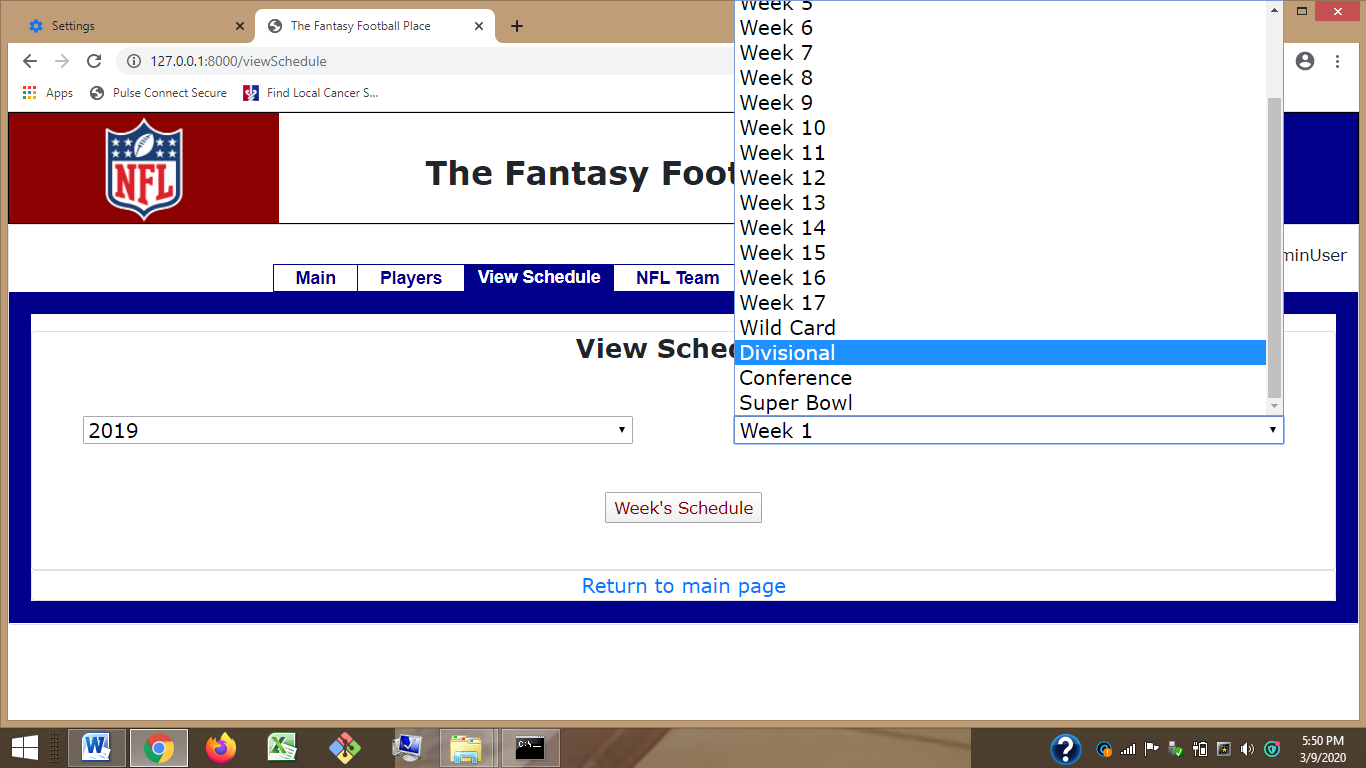 Settings
The Fantasy Football Place
127.0.0.1:8000/viewSchedule
Apps
Pulse Connect Secure
Find Local Cancer S...
NFL
The Fantasy Foot
minUser
Main
Players
View Schedule
NFL Team
View Sche
Week 5
Week 6
Week 7
Week 8
Week 9
Week 10
Week 11
Week 12
Week 13
Week 14
Week 15
Week 16
Week 17
Wild Card
Divisional
Conference
Super Bowl
2019
Week 1
Week's Schedule
Return to main page
C:\_
5:50 PM
3/9/2020